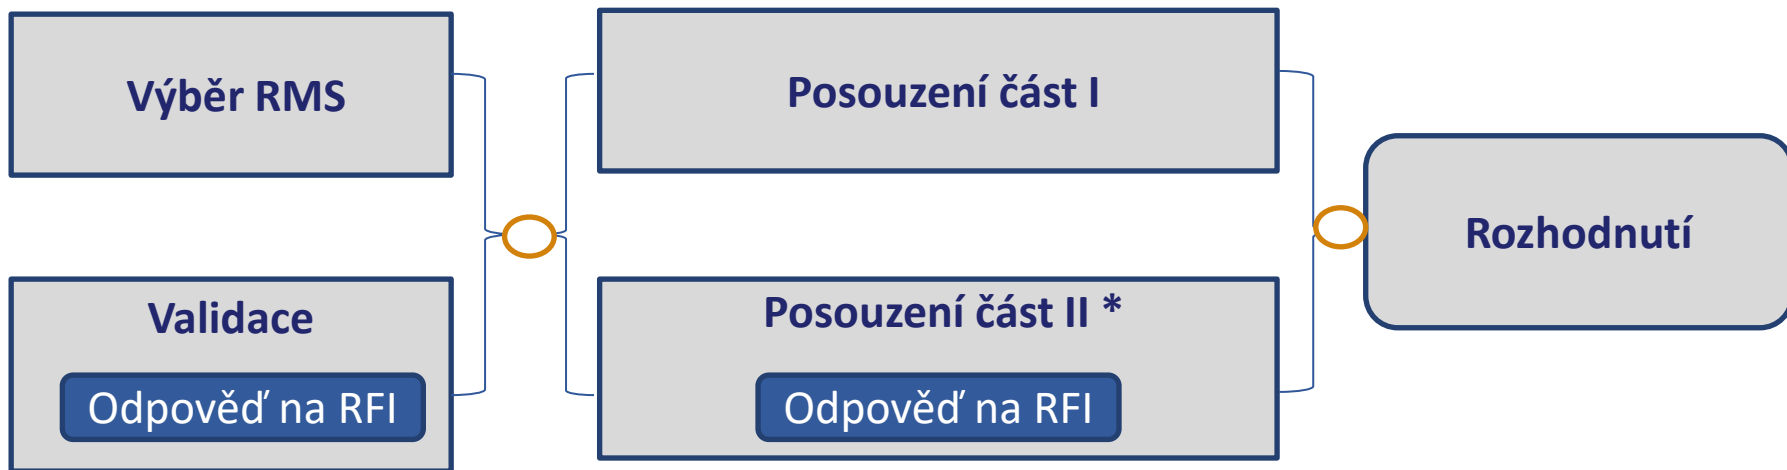 Výběr RMS
Validace
Odpověď na RFI
Posouzení část I
Posouzení část II *
Odpověď na RFI
Rozhodnutí